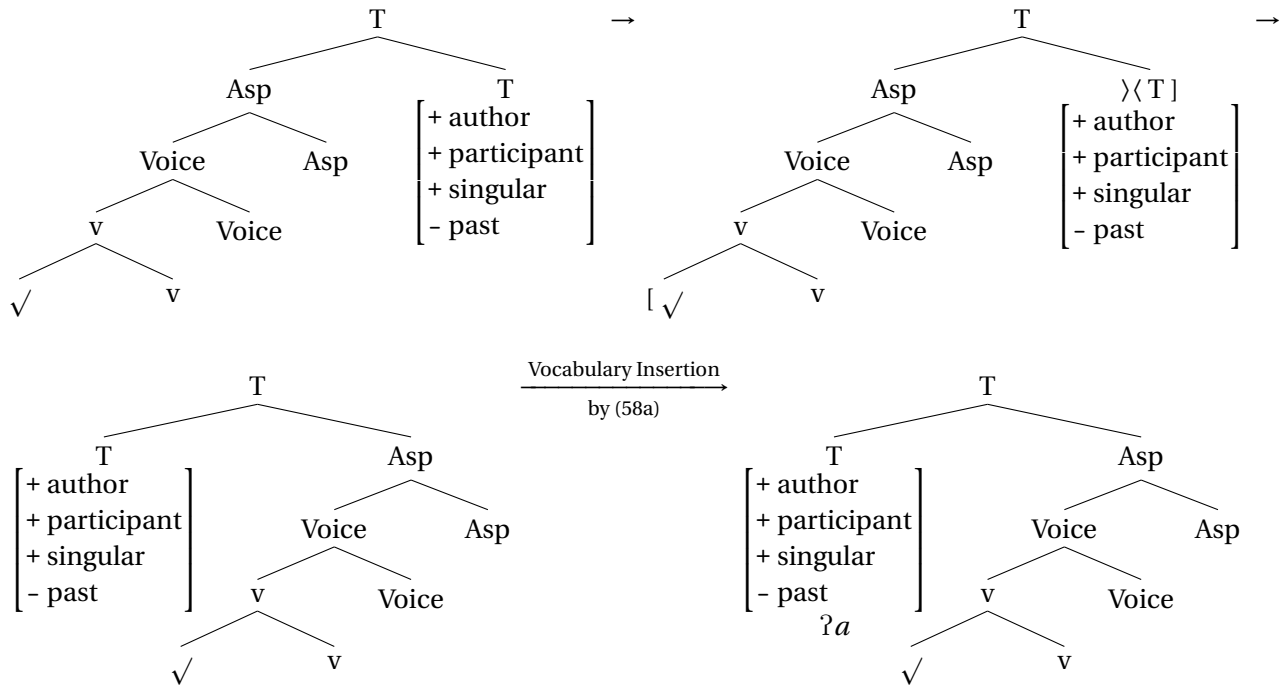 T → T →
Asp T Asp ⟩⟨ T ]
+ author + author
Voice Asp + participant Voice Asp + participant
+ singular + singular
v Voice – past v Voice – past
√ v [ √ v
Vocabulary Insertion
T → T
by (58a)
T Asp T Asp
+ author + author
+ participant Voice Asp + participant Voice Asp
+ singular + singular
– past v Voice – past v Voice
ʔa
√ v √ v